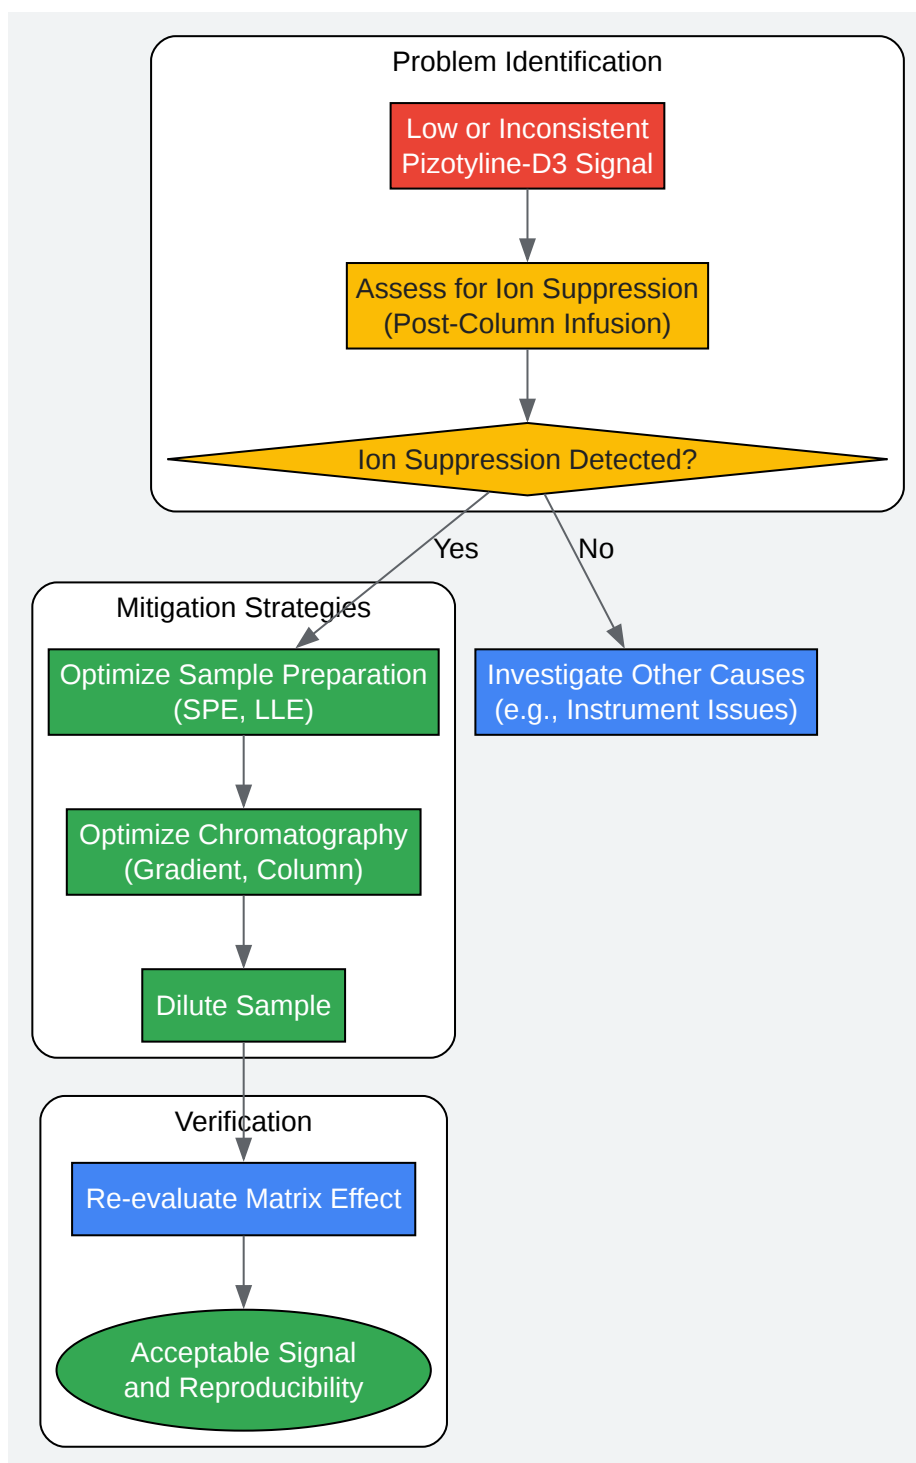 Problem Identification
Low or Inconsistent
Pizotyline-D3 Signal
Assess for Ion Suppression
(Post-Column Infusion)
Ion Suppression Detected?
Yes
No
Mitigation Strategies
Optimize Sample Preparation
(SPE, LLE)
Investigate Other Causes
(e.g., Instrument Issues)
Optimize Chromatography
(Gradient, Column)
Dilute Sample
Verification
Re-evaluate Matrix Effect
Acceptable Signal
and Reproducibility